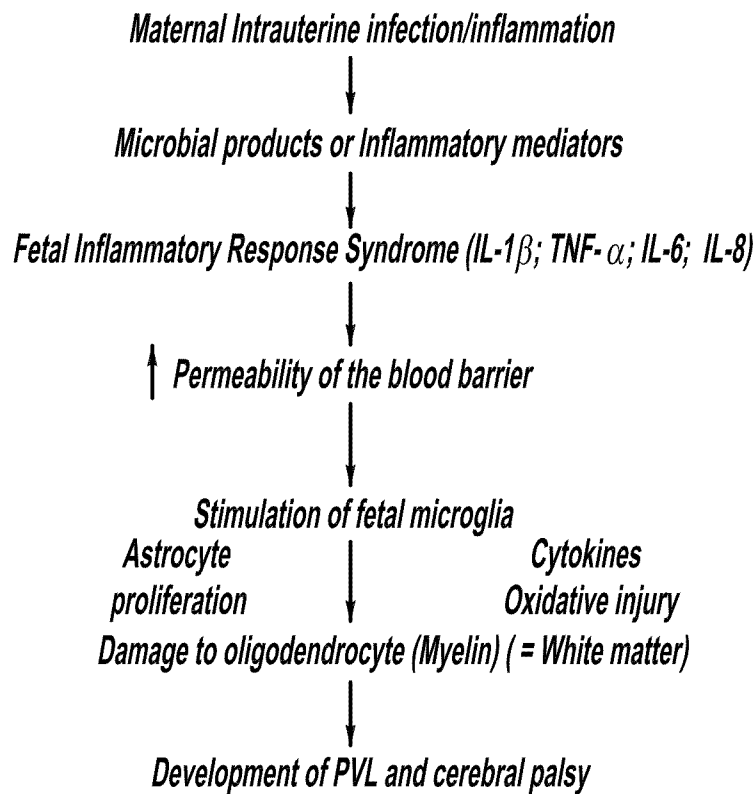 Maternal Intrauterine infection/inflammation
Microbial products or Inflammatory mediators
Fetal Inflammatory Response Syndrome (IL-1β; TNF- α; IL-6; IL-8)
Permeability of the blood barrier
Stimulation of fetal microglia
Astrocyte Cytokines
proliferation Oxidative injury
Damage to oligodendrocyte (Myelin) ( = White matter)
Development of PVL and cerebral palsy